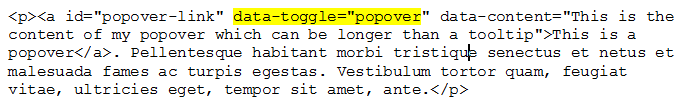 <p><a id="popover-link" data-toggle="popover" data-content="This is the
content of my popover which can be longer than a tooltip">This is a
popover</a>. Pellentesque habitant morbi tristique senectus et netus et
malesuada fames ac turpis egestas. Vestibulum tortor quam, feugiat
vitae, ultricies eget, tempor sit amet, ante.</p>